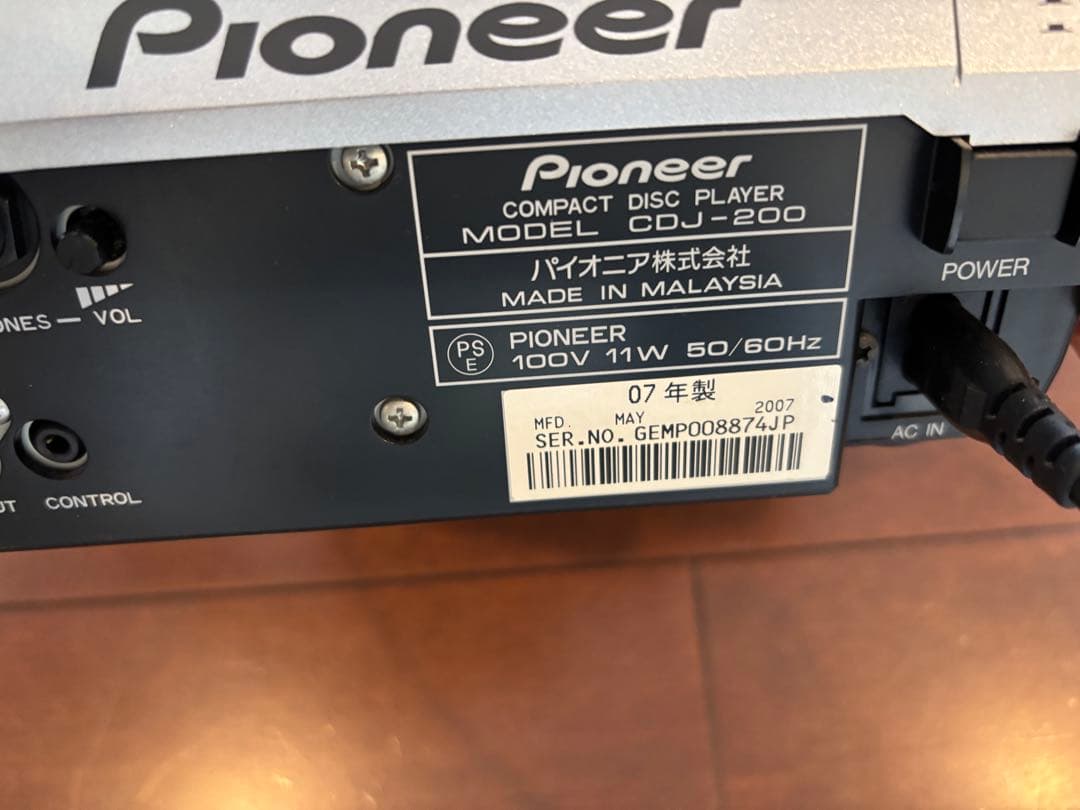 Pioneer
Pioneer
COMPACT DISC PLAYER
MODEL CDJ-200
パイオニア株式会社
MADE IN MALAYSIA
PS
E
PIONEER
100V 11W 50/60Hz
07年製
MFD. MAY 2007
SER.NO. GEMP008874JP
VOL
CONTROL
POWER
AC IN